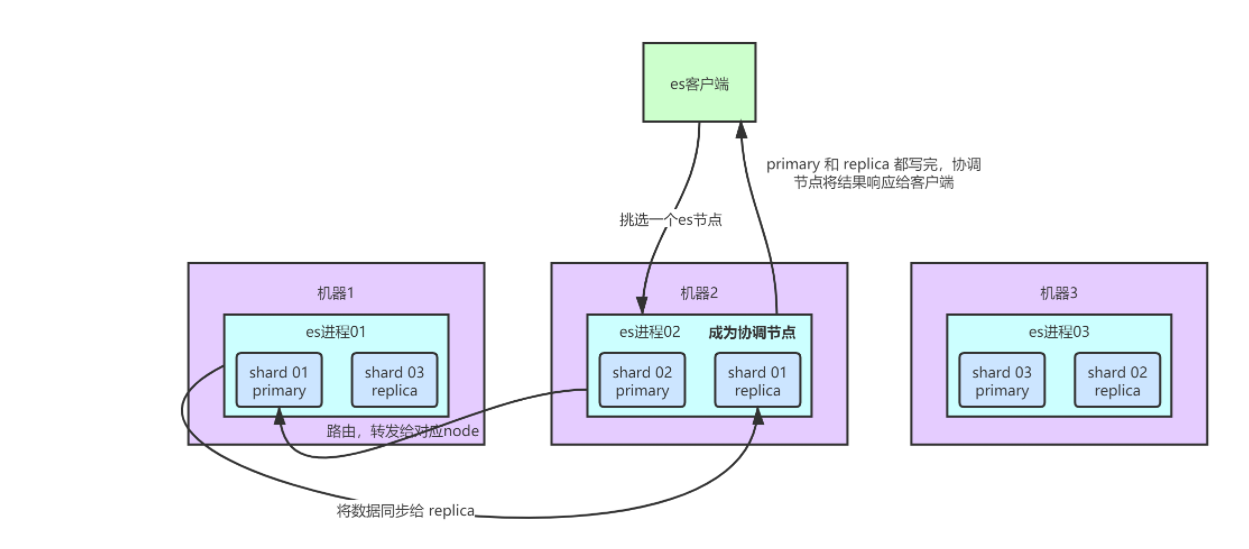 es客户端
primary 和 replica 都写完，协调
节点将结果响应给客户端
挑选一个es节点
机器1
es进程01
shard 01
primary
shard 03
replica
机器2
es进程02
成为协调节点
shard 02
primary
shard 01
replica
机器3
es进程03
shard 03
primary
shard 02
replica
路由，转发给对应node
将数据同步给 replica